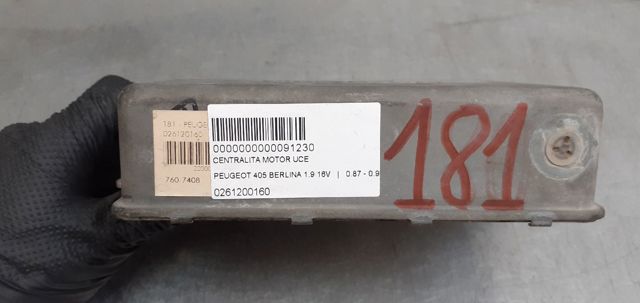 181 - PEUGE
026120160
760.7408
0000000000091230
CENTRALITA MOTOR UCE
PEUGEOT 405 BERLINA 1.9 16V | 0.87 - 0.9
0261200160
181